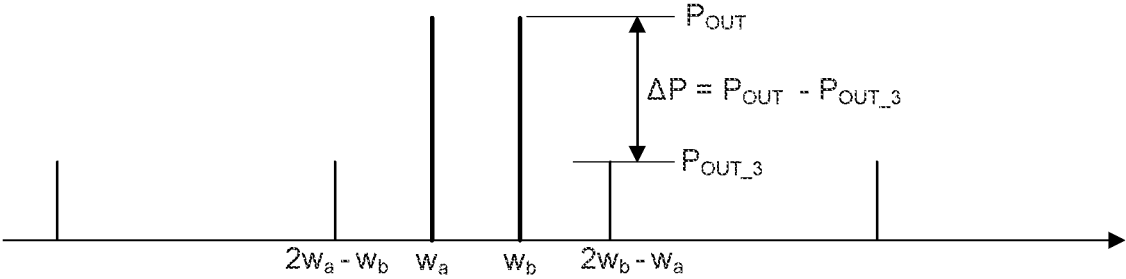 P_OUT
ΔP = P_OUT - P_OUT_3
P_OUT_3
2w_a - w_b w_a w_b 2w_b - w_a